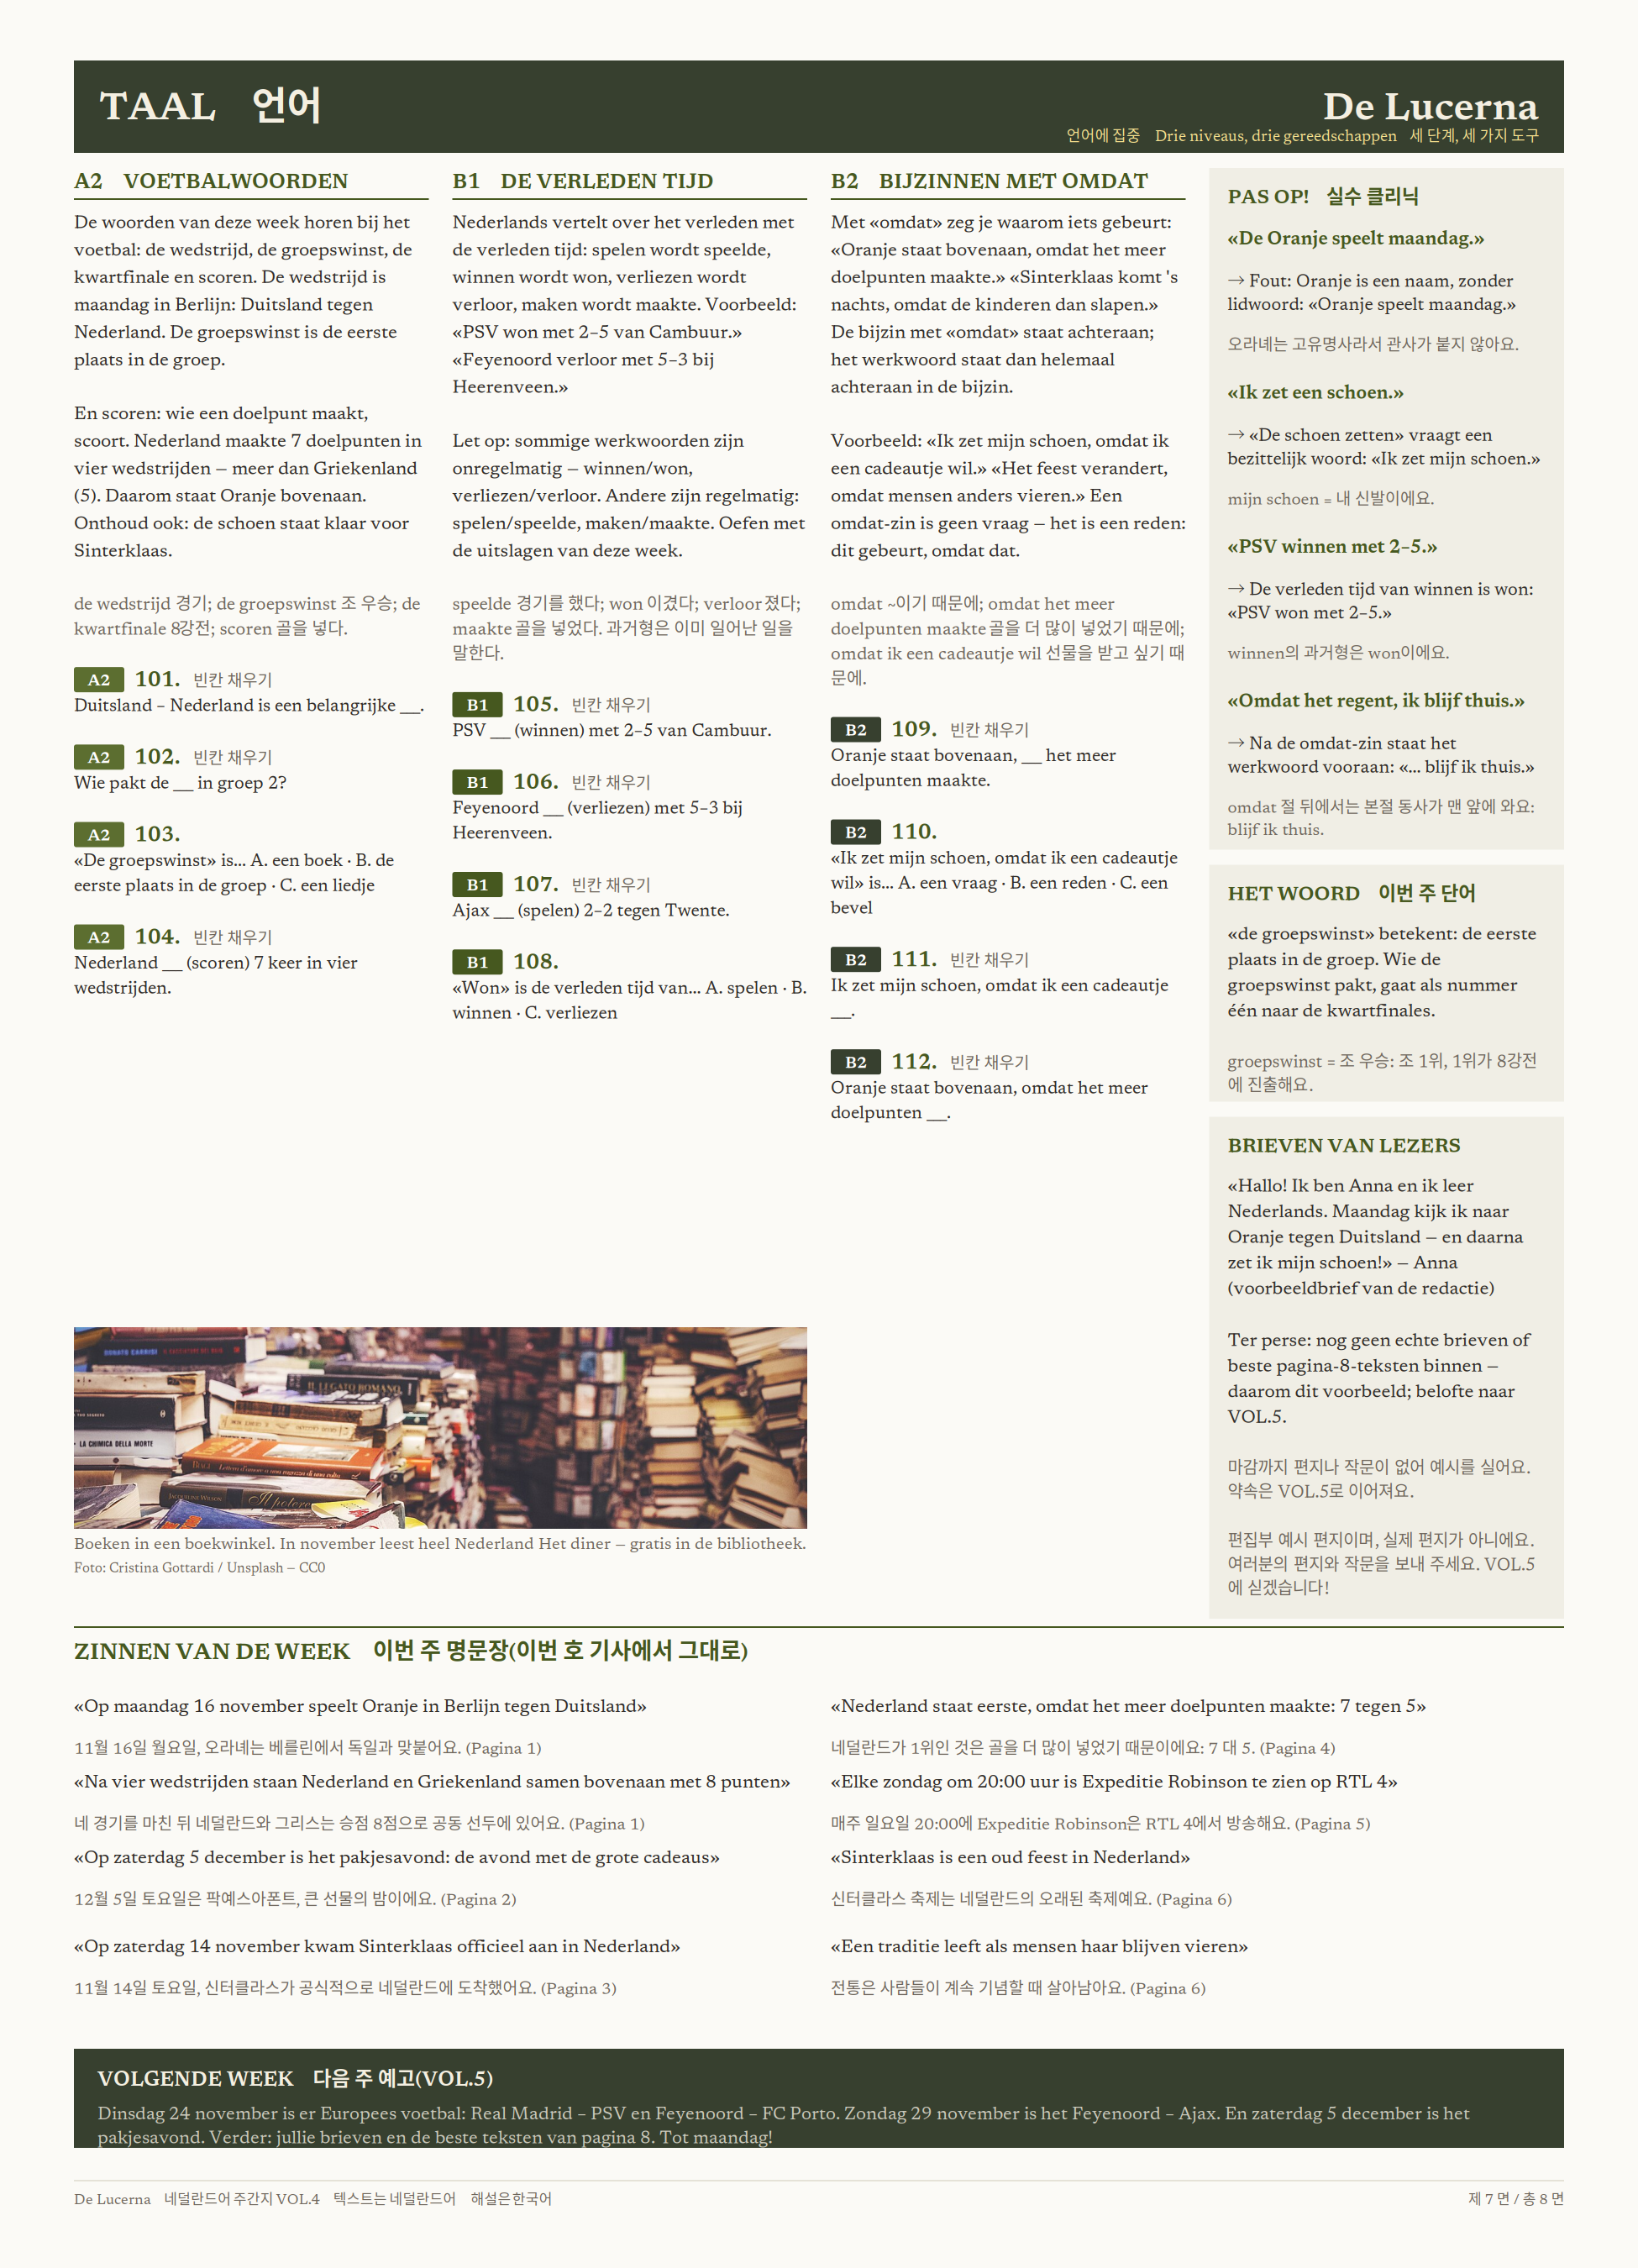 TAAL 언어
De Lucerna
언어에 집중 Drie niveaus, drie gereedschappen 세 단계, 세 가지 도구
A2 VOETBALWOORDEN
De woorden van deze week horen bij het
voetbal: de wedstrijd, de groepswinst, de
kwartfinale en scoren. De wedstrijd is
maandag in Berlijn: Duitsland tegen
Nederland. De groepswinst is de eerste
plaats in de groep.
En scoren: wie een doelpunt maakt,
scoort. Nederland maakte 7 doelpunten in
vier wedstrijden – meer dan Griekenland
(5). Daarom staat Oranje bovenaan.
Onthoud ook: de schoen staat klaar voor
Sinterklaas.
de wedstrijd 경기; de groepswinst 조 우승; de
kwartfinale 8강전; scoren 골을 넣다.
A2 101. 빈칸 채우기
Duitsland – Nederland is een belangrijke __.
A2 102. 빈칸 채우기
Wie pakt de __ in groep 2?
A2 103.
«De groepswinst» is... A. een boek · B. de
eerste plaats in de groep · C. een liedje
A2 104. 빈칸 채우기
Nederland __ (scoren) 7 keer in vier
wedstrijden.
B1 DE VERLEDEN TIJD
Nederlands vertelt over het verleden met
de verleden tijd: spelen wordt speelde,
winnen wordt won, verliezen wordt
verloor, maken wordt maakte. Voorbeeld:
«PSV won met 2–5 van Cambuur.»
«Feyenoord verloor met 5–3 bij
Heerenveen.»
Let op: sommige werkwoorden zijn
onregelmatig – winnen/won,
verliezen/verloor. Andere zijn regelmatig:
spelen/speelde, maken/maakte. Oefen met
de uitslagen van deze week.
speelde 경기를 했다; won 이겼다; verloor 졌다;
maakte 골을 넣었다. 과거형은 이미 일어난 일을
말한다.
B1 105. 빈칸 채우기
PSV __ (winnen) met 2–5 van Cambuur.
B1 106. 빈칸 채우기
Feyenoord __ (verliezen) met 5–3 bij
Heerenveen.
B1 107. 빈칸 채우기
Ajax __ (spelen) 2–2 tegen Twente.
B1 108.
«Won» is de verleden tijd van... A. spelen · B.
winnen · C. verliezen
B2 BIJZINNEN MET OMDAT
Met «omdat» zeg je waarom iets gebeurt:
«Oranje staat bovenaan, omdat het meer
doelpunten maakte.» «Sinterklaas komt 's
nachts, omdat de kinderen dan slapen.»
De bijzin met «omdat» staat achteraan;
het werkwoord staat dan helemaal
achteraan in de bijzin.
Voorbeeld: «Ik zet mijn schoen, omdat ik
een cadeautje wil.» «Het feest verandert,
omdat mensen anders vieren.» Een
omdat-zin is geen vraag – het is een reden:
dit gebeurt, omdat dat.
omdat ~이기 때문에; omdat het meer
doelpunten maakte 골을 더 많이 넣었기 때문에;
omdat ik een cadeautje wil 선물을 받고 싶기 때
문에.
B2 109. 빈칸 채우기
Oranje staat bovenaan, __ het meer
doelpunten maakte.
B2 110.
«Ik zet mijn schoen, omdat ik een cadeautje
wil» is... A. een vraag · B. een reden · C. een
bevel
B2 111. 빈칸 채우기
Ik zet mijn schoen, omdat ik een cadeautje
__.
B2 112. 빈칸 채우기
Oranje staat bovenaan, omdat het meer
doelpunten __.
PAS OP! 실수 클리닉
«De Oranje speelt maandag.»
→ Fout: Oranje is een naam, zonder
lidwoord: «Oranje speelt maandag.»
오라녜는 고유명사라서 관사가 붙지 않아요.
«Ik zet een schoen.»
→ «De schoen zetten» vraagt een
bezittelijk woord: «Ik zet mijn schoen.»
mijn schoen = 내 신발이에요.
«PSV winnen met 2–5.»
→ De verleden tijd van winnen is won:
«PSV won met 2–5.»
winnen의 과거형은 won이에요.
«Omdat het regent, ik blijf thuis.»
→ Na de omdat-zin staat het
werkwoord vooraan: «... blijf ik thuis.»
omdat 절 뒤에서는 본절 동사가 맨 앞에 와요:
blijf ik thuis.
HET WOORD 이번 주 단어
«de groepswinst» betekent: de eerste
plaats in de groep. Wie de
groepswinst pakt, gaat als nummer
één naar de kwartfinales.
groepswinst = 조 우승: 조 1위, 1위가 8강전
에 진출해요.
BRIEVEN VAN LEZERS
«Hallo! Ik ben Anna en ik leer
Nederlands. Maandag kijk ik naar
Oranje tegen Duitsland – en daarna
zet ik mijn schoen!» – Anna
(voorbeeldbrief van de redactie)
Ter perse: nog geen echte brieven of
beste pagina-8-teksten binnen –
daarom dit voorbeeld; belofte naar
VOL.5.
마감까지 편지나 작문이 없어 예시를 실어요.
약속은 VOL.5로 이어져요.
편집부 예시 편지이며, 실제 편지가 아니에요.
여러분의 편지와 작문을 보내 주세요. VOL.5
에 싣겠습니다!
DONATO CARRISI
IL LEGATO ROMANO
LA CHIMICA DELLA MORTE
JACQUELINE WILSON
Boeken in een boekwinkel. In november leest heel Nederland Het diner – gratis in de bibliotheek.
Foto: Cristina Gottardi / Unsplash – CC0
ZINNEN VAN DE WEEK 이번 주 명문장(이번 호 기사에서 그대로)
«Op maandag 16 november speelt Oranje in Berlijn tegen Duitsland»
11월 16일 월요일, 오라녜는 베를린에서 독일과 맞붙어요. (Pagina 1)
«Na vier wedstrijden staan Nederland en Griekenland samen bovenaan met 8 punten»
네 경기를 마친 뒤 네덜란드와 그리스는 승점 8점으로 공동 선두에 있어요. (Pagina 1)
«Op zaterdag 5 december is het pakjesavond: de avond met de grote cadeaus»
12월 5일 토요일은 팍예스아폰트, 큰 선물의 밤이에요. (Pagina 2)
«Op zaterdag 14 november kwam Sinterklaas officieel aan in Nederland»
11월 14일 토요일, 신터클라스가 공식적으로 네덜란드에 도착했어요. (Pagina 3)
«Nederland staat eerste, omdat het meer doelpunten maakte: 7 tegen 5»
네덜란드가 1위인 것은 골을 더 많이 넣었기 때문이에요: 7 대 5. (Pagina 4)
«Elke zondag om 20:00 uur is Expeditie Robinson te zien op RTL 4»
매주 일요일 20:00에 Expeditie Robinson은 RTL 4에서 방송해요. (Pagina 5)
«Sinterklaas is een oud feest in Nederland»
신터클라스 축제는 네덜란드의 오래된 축제예요. (Pagina 6)
«Een traditie leeft als mensen haar blijven vieren»
전통은 사람들이 계속 기념할 때 살아남아요. (Pagina 6)
VOLGENDE WEEK 다음 주 예고(VOL.5)
Dinsdag 24 november is er Europees voetbal: Real Madrid – PSV en Feyenoord – FC Porto. Zondag 29 november is het Feyenoord – Ajax. En zaterdag 5 december is het
pakjesavond. Verder: jullie brieven en de beste teksten van pagina 8. Tot maandag!
De Lucerna 네덜란드어 주간지 VOL.4 텍스트는 네덜란드어 해설은 한국어
제 7 면 / 총 8 면